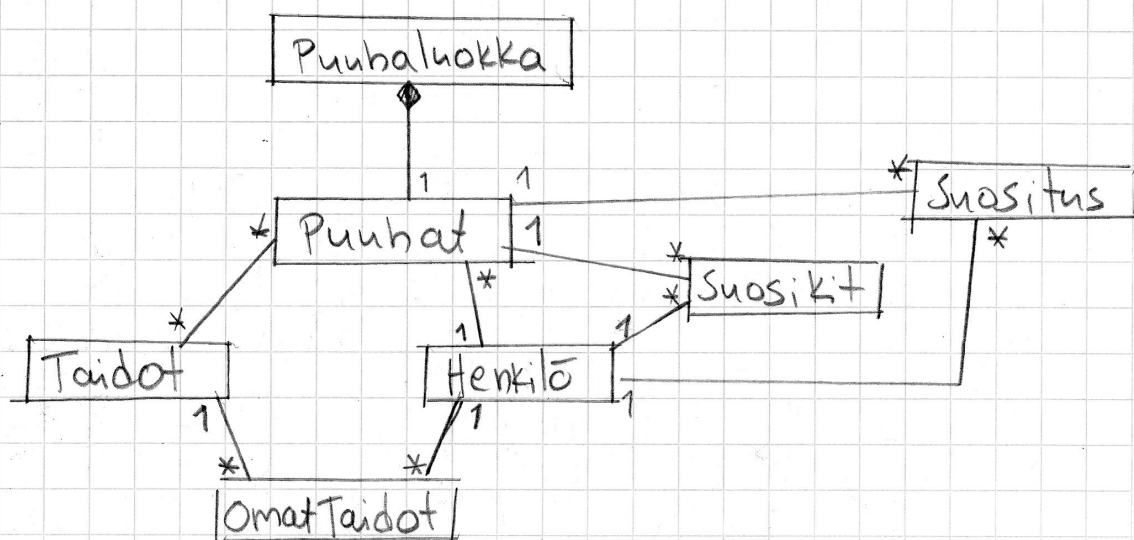 Puuhaluokka
1
1
*
Suositus
*
Puuhat
1
*
*
*
Suosikit
*
*
1
1
Taidot
Henkilö
1
1
1
*
*
OmatTaidot